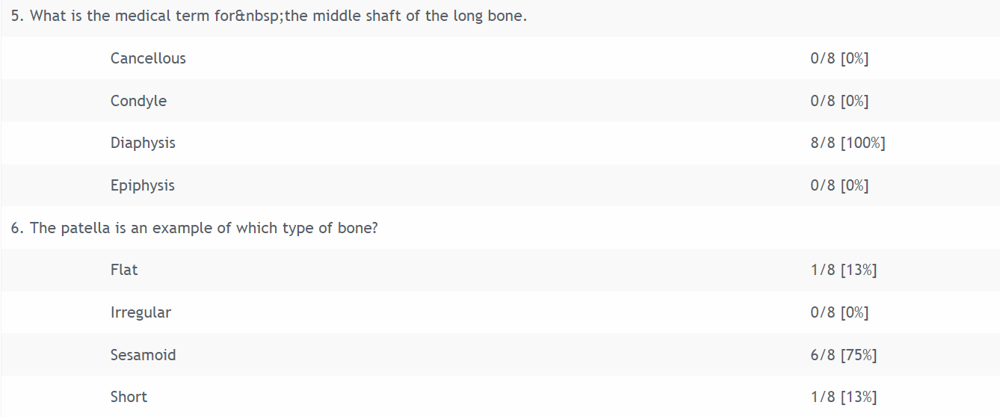 5. What is the medical term for&nbsp;the middle shaft of the long bone.
Cancellous 0/8 [0%]
Condyle 0/8 [0%]
Diaphysis 8/8 [100%]
Epiphysis 0/8 [0%]
6. The patella is an example of which type of bone?
Flat 1/8 [13%]
Irregular 0/8 [0%]
Sesamoid 6/8 [75%]
Short 1/8 [13%]